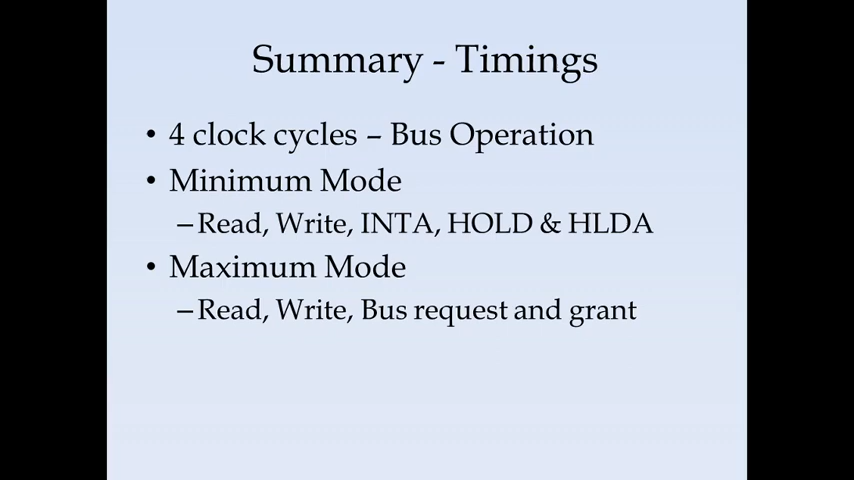 Summary - Timings
• 4 clock cycles – Bus Operation
• Minimum Mode
–Read, Write, INTA, HOLD & HLDA
• Maximum Mode
–Read, Write, Bus request and grant